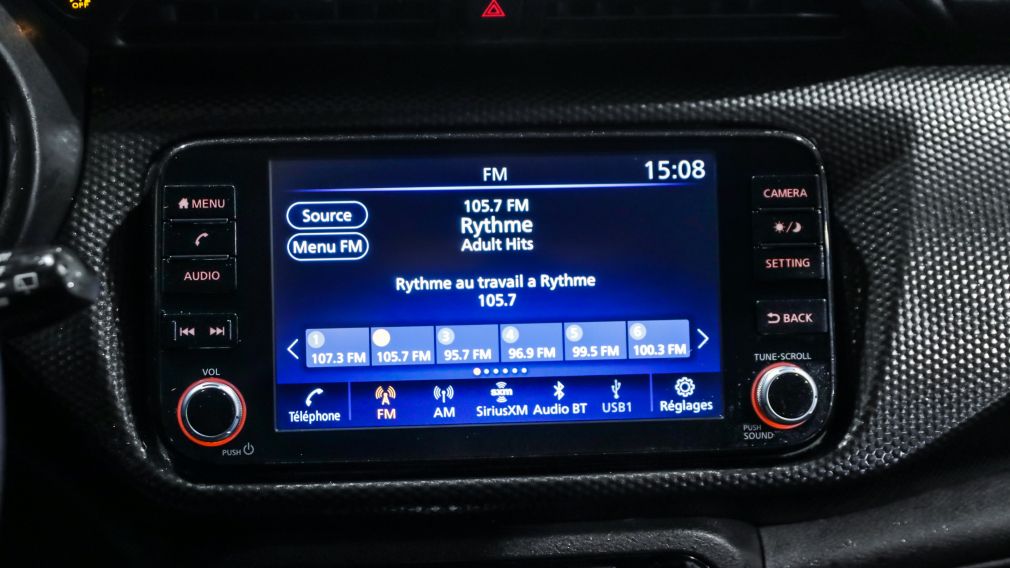 OFF
FM
15:08
MENU
AUDIO
VOL
PUSH
Source
Menu FM
105.7 FM
Rythme
Adult Hits
Rythme au travail a Rythme
105.7
1 3 4 5 6
107.3 FM 105.7 FM 95.7 FM 96.9 FM 99.5 FM 100.3 FM
Téléphone FM AM SiriusXM Audio BT USB1 Réglages
sxm
CAMERA
SETTING
BACK
TUNE·SCROLL
PUSH
SOUND